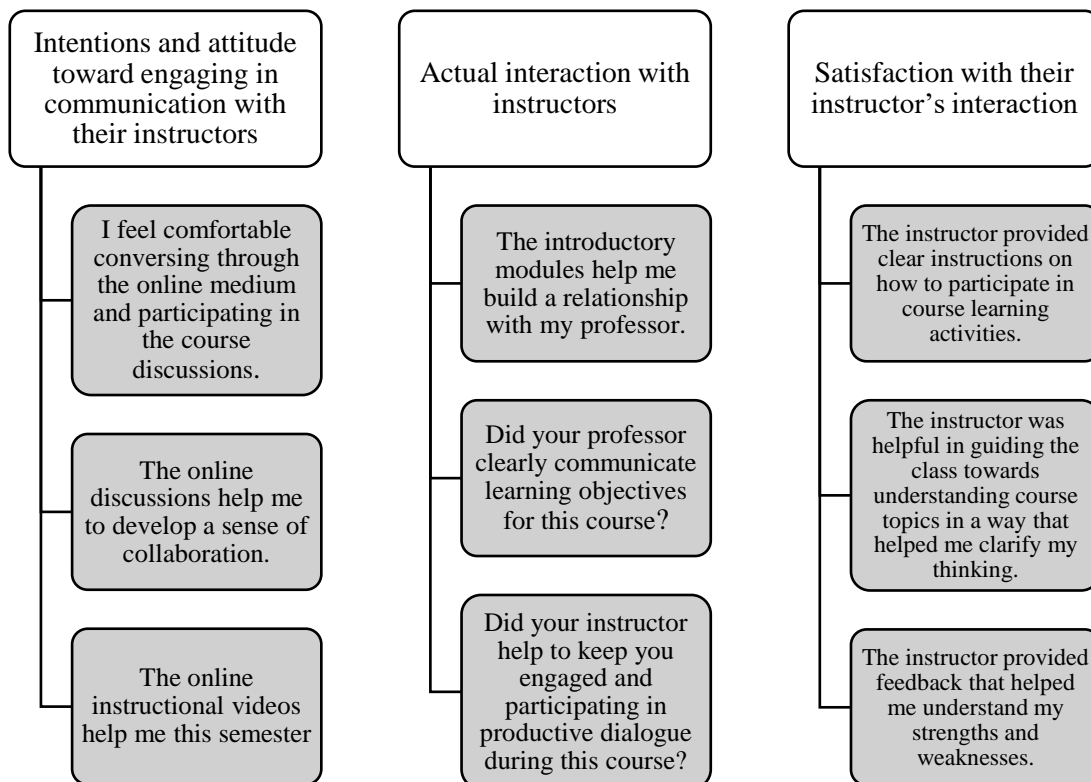 Intentions and attitude
toward engaging in
communication with
their instructors
I feel comfortable
conversing through
the online medium
and participating in
the course
discussions.
The online
discussions help me
to develop a sense of
collaboration.
The online
instructional videos
help me this semester
Actual interaction with
instructors
The introductory
modules help me
build a relationship
with my professor.
Did your professor
clearly communicate
learning objectives
for this course?
Did your instructor
help to keep you
engaged and
participating in
productive dialogue
during this course?
Satisfaction with their
instructor’s interaction
The instructor provided
clear instructions on
how to participate in
course learning
activities.
The instructor was
helpful in guiding the
class towards
understanding course
topics in a way that
helped me clarify my
thinking.
The instructor provided
feedback that helped
me understand my
strengths and
weaknesses.